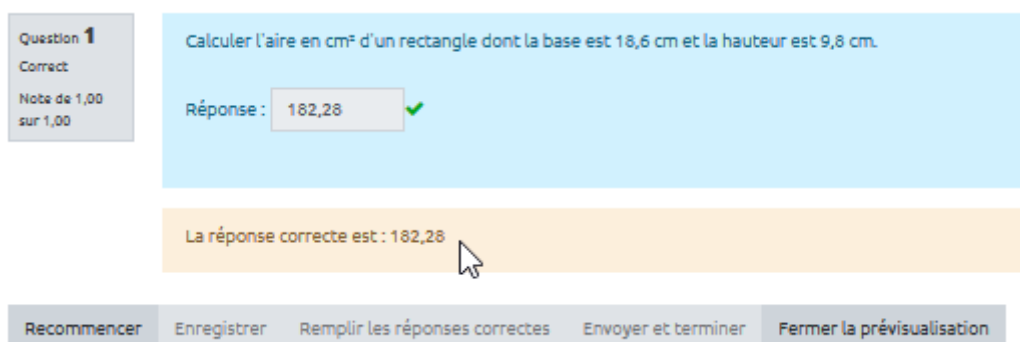 Question 1
Correct
Note de 1,00
sur 1,00
Calculer l'aire en cm² d'un rectangle dont la base est 18,6 cm et la hauteur est 9,8 cm.
Réponse : 182,28
La réponse correcte est : 182,28
Recommencer Enregistrer Remplir les réponses correctes Envoyer et terminer Fermer la prévisualisation